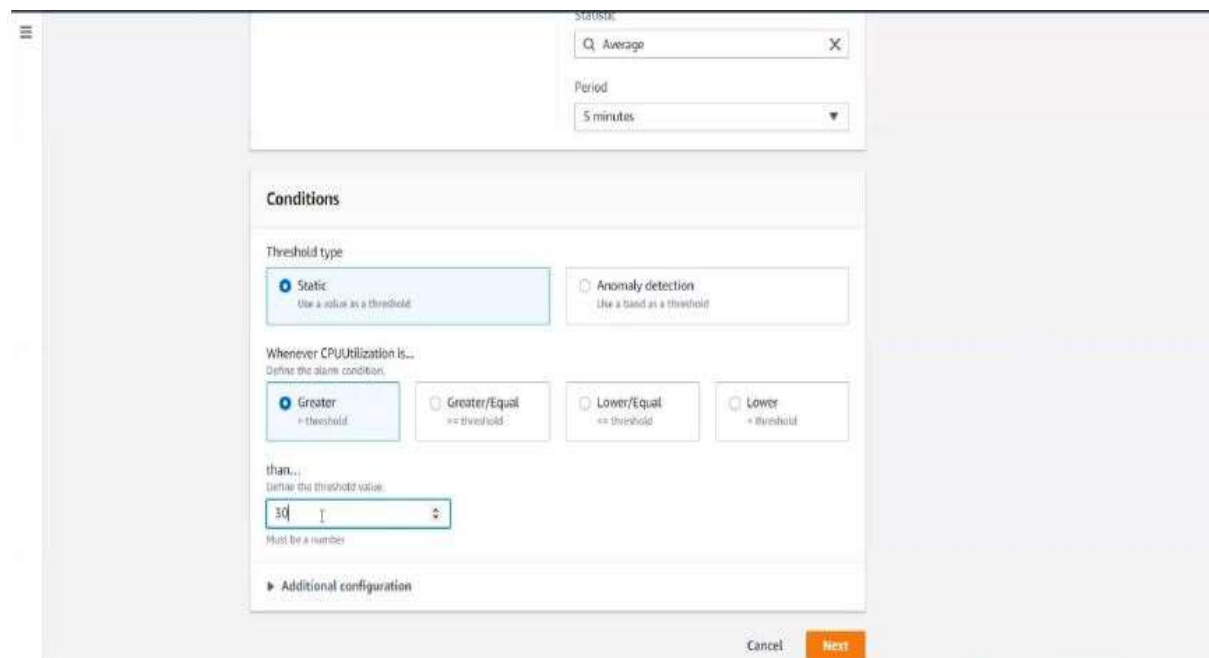 Statistic
Average
Period
5 minutes
Conditions
Threshold type
Static
Use a value as a threshold
Anomaly detection
Use a band as a threshold
Whenever CPUUtilization is...
Define the alarm condition.
Greater
> threshold
Greater/Equal
>= threshold
Lower/Equal
<= threshold
Lower
< threshold
than...
Define the threshold value.
30
Must be a number
Additional configuration
Cancel
Next